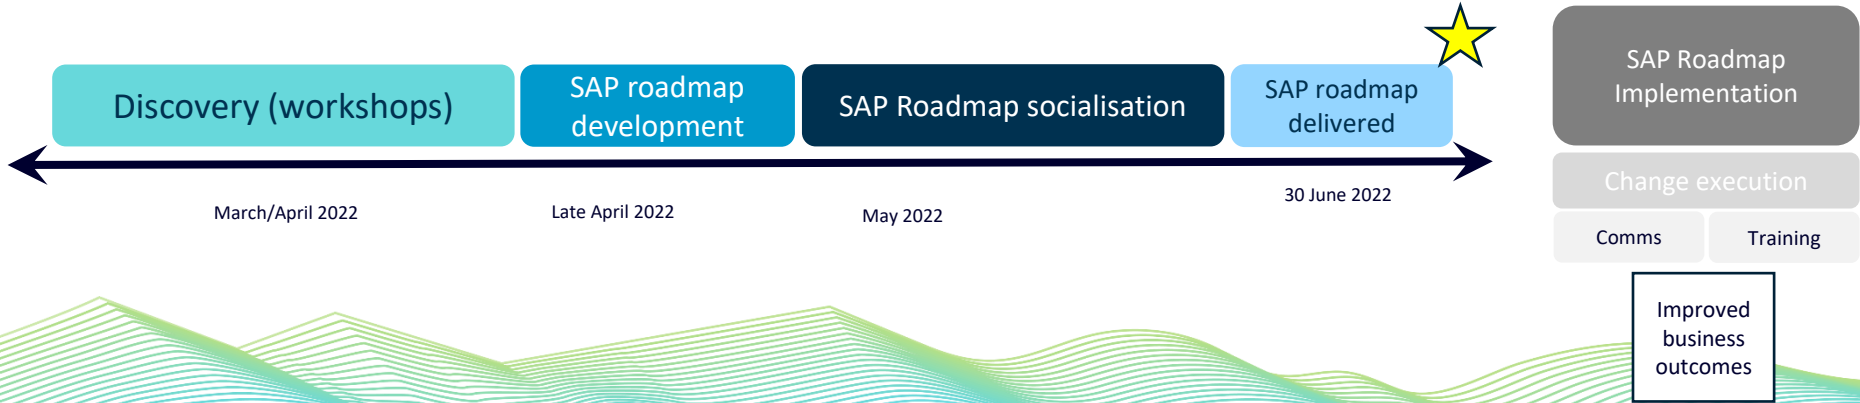 Discovery (workshops)
SAP roadmap
development
SAP Roadmap socialisation
SAP roadmap
delivered
March/April 2022
Late April 2022
May 2022
30 June 2022
SAP Roadmap
Implementation
Change execution
Comms
Training
Improved
business
outcomes